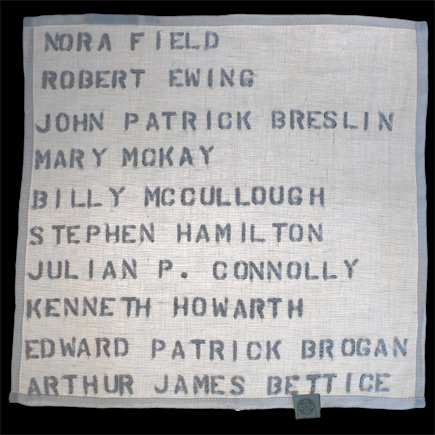 NORA FIELD
ROBERT EWING
JOHN PATRICK BRESLIN
MARY MCKAY
BILLY MCCULLOUGH
STEPHEN HAMILTON
JULIAN P. CONNOLLY
KENNETH HOWARTH
EDWARD PATRICK BROGAN
ARTHUR JAMES BETTICE